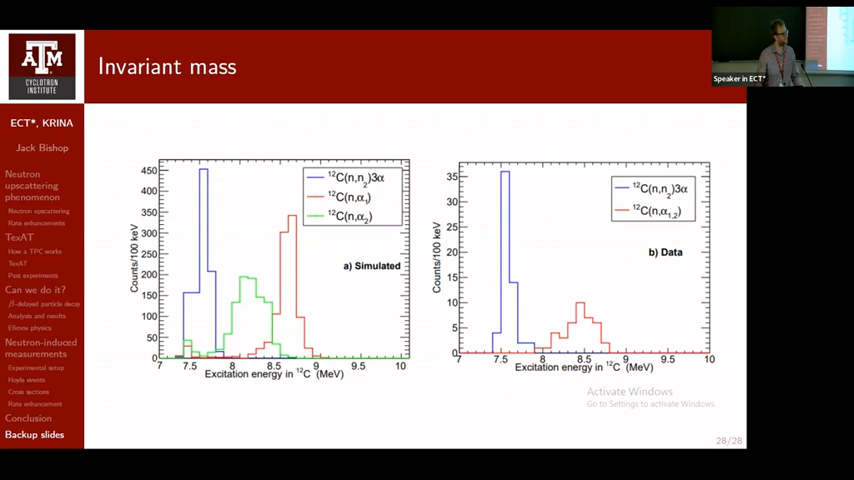 Speaker in ECT*
ATM
CYCLOTRON
INSTITUTE
Invariant mass
ECT*, KRINA
Jack Bishop
Neutron
upscattering
phenomenon
Neutron upscattering
Rate enhancements
TexAT
How a TPC works
TexAT
Past experiments
Can we do it?
β-delayed particle decay
Analysis and results
Efimov physics
Neutron-induced
measurements
Experimental setup
Hoyle events
Cross sections
Rate enhancement
Conclusion
Backup slides
Counts/100 keV
450
400
350
300
250
200
150
100
50
0
¹²C(n,n₂)3α
¹²C(n,α₁)
¹²C(n,α₂)
a) Simulated
7 7.5 8 8.5 9 9.5 10
Excitation energy in ¹²C (MeV)
Counts/100 keV
35
30
25
20
15
10
5
0
¹²C(n,n₂)3α
¹²C(n,α₁,₂)
b) Data
7 7.5 8 8.5 9 9.5 10
Excitation energy in ¹²C (MeV)
Activate Windows
Go to Settings to activate Windows.
28/28